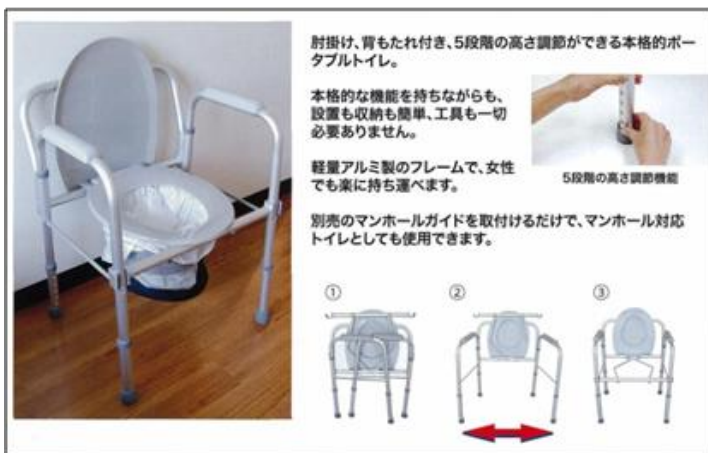 肘掛け、背もたれ付き、5段階の高さ調節ができる本格的ポー
タブルトイレ。
本格的な機能を持ちながらも、
設置も収納も簡単、工具も一切
必要ありません。
5段階の高さ調節機能
軽量アルミ製のフレームで、女性
でも楽に持ち運べます。
別売のマンホールガイドを取付けるだけで、マンホール対応
トイレとしても使用できます。
①
②
③